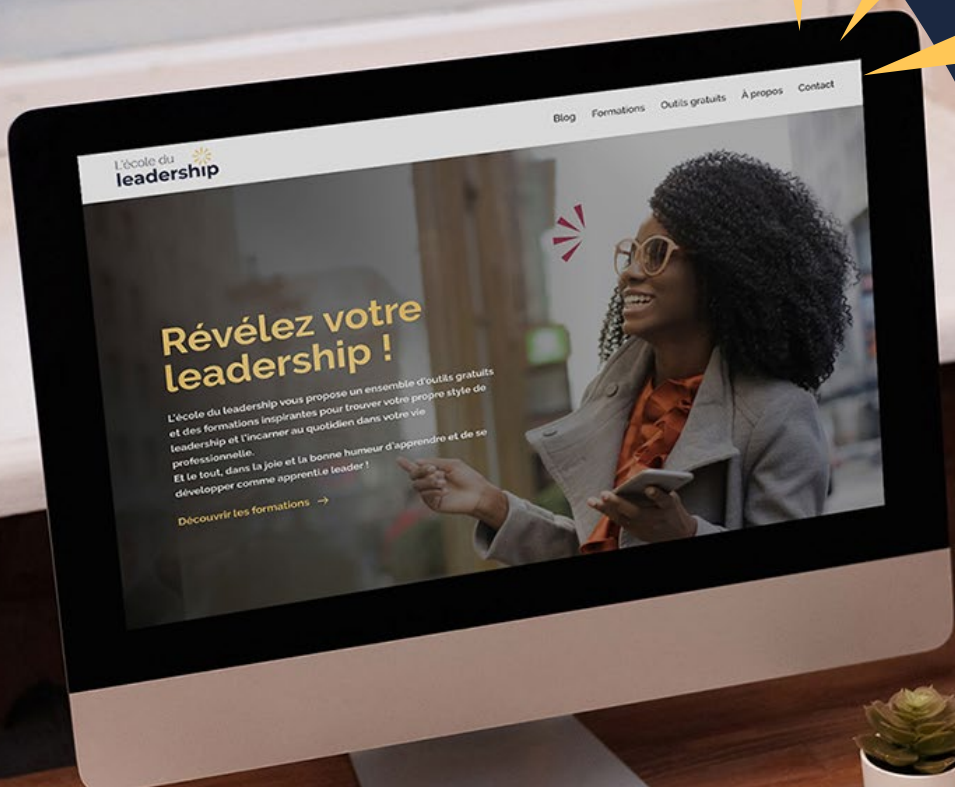 L'école du
leadership
Blog Formations Outils gratuits À propos Contact
Révélez votre
leadership !
L'école du leadership vous propose un ensemble d'outils gratuits
et des formations inspirantes pour trouver votre propre style de
leadership et l'incarner au quotidien dans votre vie
professionnelle.
Et le tout, dans la joie et la bonne humeur d'apprendre et de se
développer comme apprenti.e leader !
Découvrir les formations →